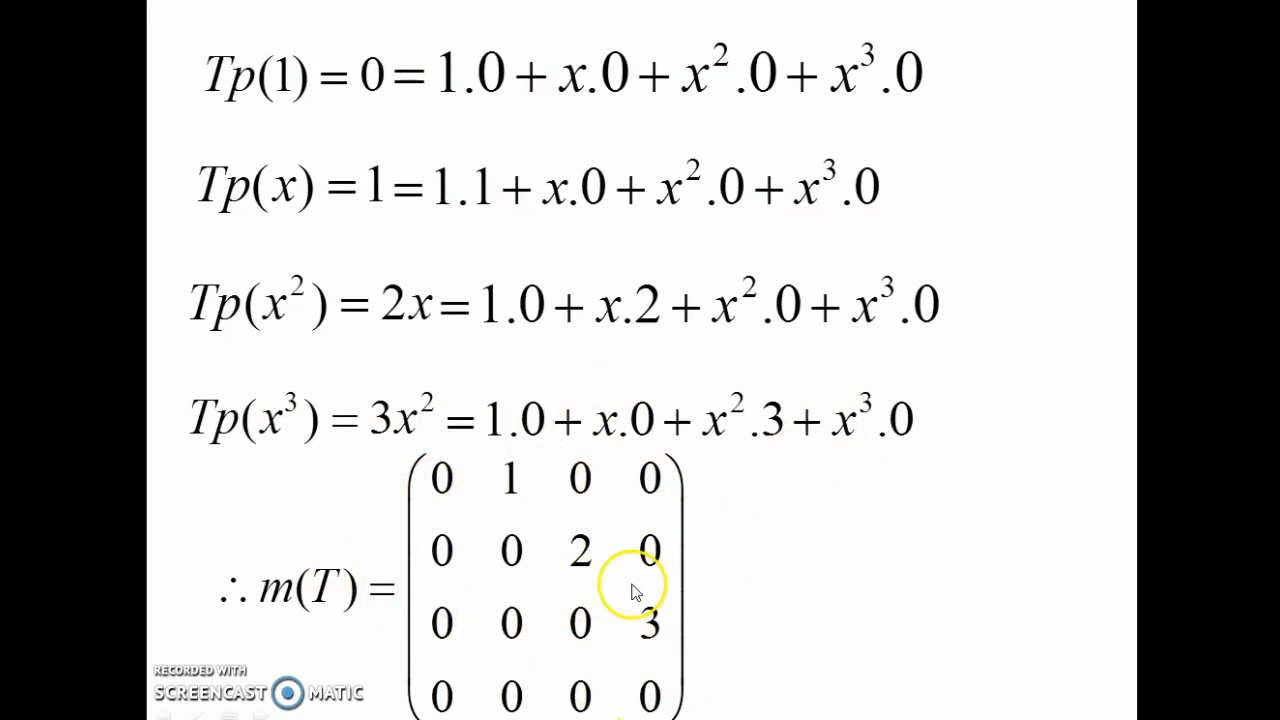 Tp(1) = 0 = 1.0 + x.0 + x².0 + x³.0
Tp(x) = 1 = 1.1 + x.0 + x².0 + x³.0
Tp(x²) = 2x = 1.0 + x.2 + x².0 + x³.0
Tp(x³) = 3x² = 1.0 + x.0 + x².3 + x³.0
0 1 0 0
0 0 2 0
∴ m(T) =
0 0 0 3
0 0 0 0
RECORDED WITH
SCREENCAST MATIC